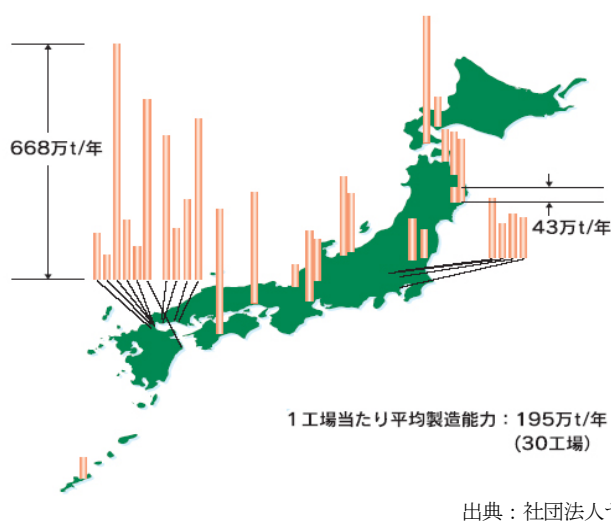 668万t/年
43万t/年
1工場当たり平均製造能力：195万t/年
(30工場)
出典：社団法人